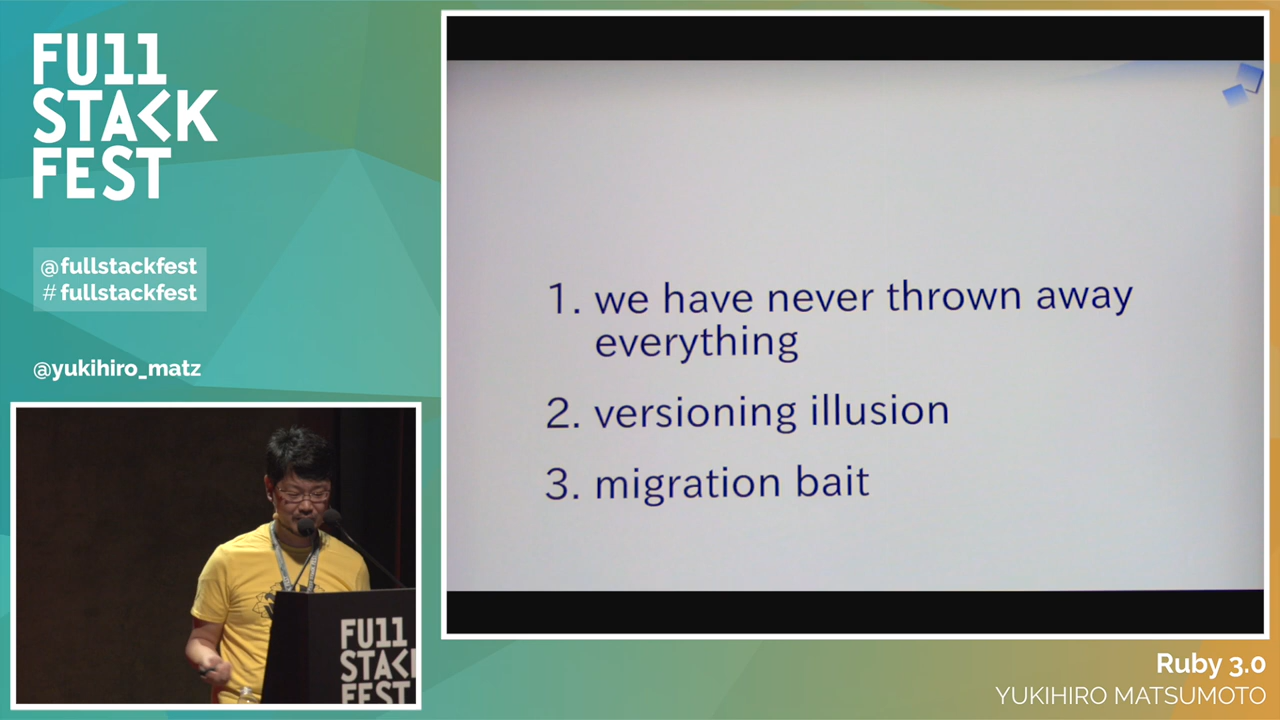 FU11
STACK
FEST
@fullstackfest
# fullstackfest
@yukihiro_matz
1. we have never thrown away
everything
2. versioning illusion
3. migration bait
FU11
STACK
FEST
Ruby 3.0
YUKIHIRO MATSUMOTO